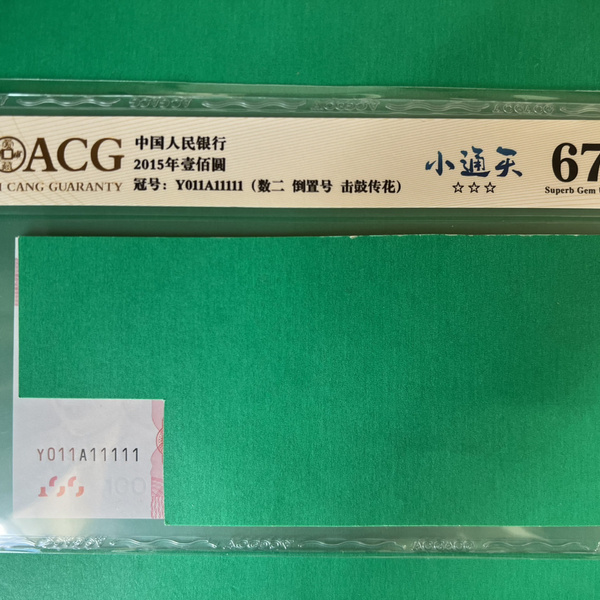 ACG
CANG GUARANTY
中国人民银行
2015年壹佰圆
冠号：Y011A11111（数二 倒置号 击鼓传花）
小通天
☆☆☆
67
Superb Gem
Y011A11111
100